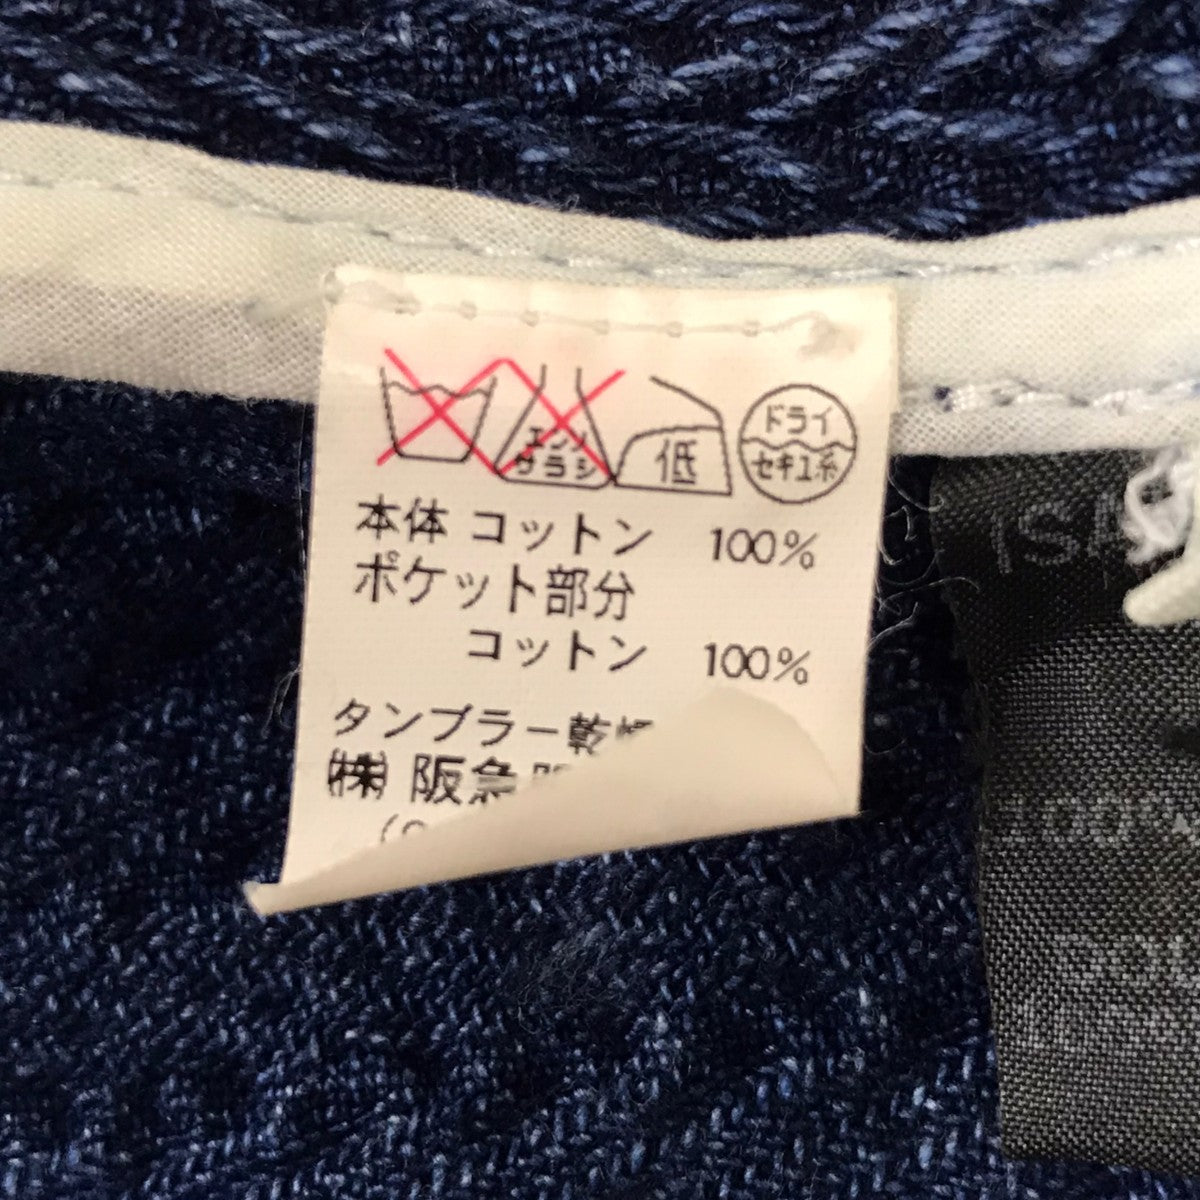 エンソ
サラシ
低
ドライ
セキユ系
本体 コットン 100%
ポケット部分
コットン 100%
タンブラー乾
㈱ 阪急